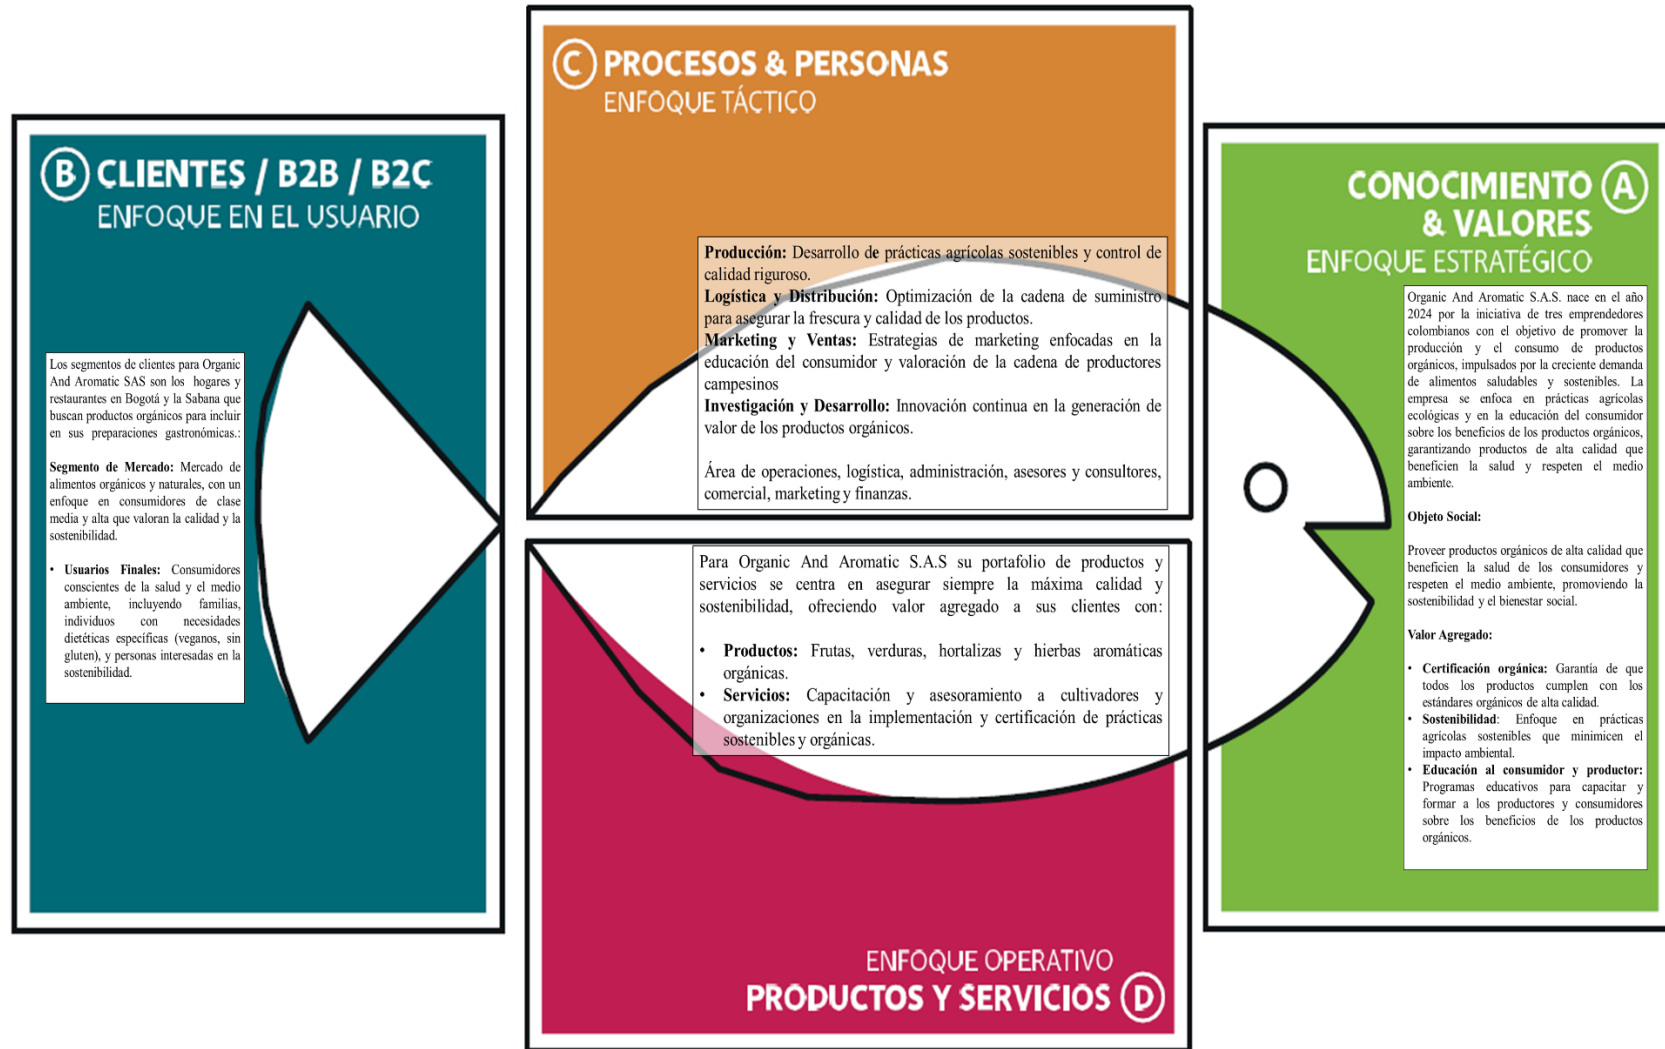 C PROCESOS & PERSONAS
ENFOQUE TÁCTICO
Producción: Desarrollo de prácticas agrícolas sostenibles y control de
calidad riguroso.
Logística y Distribución: Optimización de la cadena de suministro
para asegurar la frescura y calidad de los productos.
Marketing y Ventas: Estrategias de marketing enfocadas en la
educación del consumidor y valoración de la cadena de productores
campesinos
Investigación y Desarrollo: Innovación continua en la generación de
valor de los productos orgánicos.
Área de operaciones, logística, administración, asesores y consultores,
comercial, marketing y finanzas.
B CLIENTES / B2B / B2C
ENFOQUE EN EL USUARIO
Los segmentos de clientes para Organic
And Aromatic SAS son los hogares y
restaurantes en Bogotá y la Sabana que
buscan productos orgánicos para incluir
en sus preparaciones gastronómicas.:
Segmento de Mercado: Mercado de
alimentos orgánicos y naturales, con un
enfoque en consumidores de clase
media y alta que valoran la calidad y la
sostenibilidad.
• Usuarios Finales: Consumidores
conscientes de la salud y el medio
ambiente, incluyendo familias,
individuos con necesidades
dietéticas específicas (veganos, sin
gluten), y personas interesadas en la
sostenibilidad.
CONOCIMIENTO A
& VALORES
ENFOQUE ESTRATÉGICO
Organic And Aromatic S.A.S. nace en el año
2024 por la iniciativa de tres emprendedores
colombianos con el objetivo de promover la
producción y el consumo de productos
orgánicos, impulsados por la creciente demanda
de alimentos saludables y sostenibles. La
empresa se enfoca en prácticas agrícolas
ecológicas y en la educación del consumidor
sobre los beneficios de los productos orgánicos,
garantizando productos de alta calidad que
beneficien la salud y respeten el medio
ambiente.
Objeto Social:
Proveer productos orgánicos de alta calidad que
beneficien la salud de los consumidores y
respeten el medio ambiente, promoviendo la
sostenibilidad y el bienestar social.
Valor Agregado:
• Certificación orgánica: Garantía de que
todos los productos cumplen con los
estándares orgánicos de alta calidad.
• Sostenibilidad: Enfoque en prácticas
agrícolas sostenibles que minimicen el
impacto ambiental.
• Educación al consumidor y productor:
Programas educativos para capacitar y
formar a los productores y consumidores
sobre los beneficios de los productos
orgánicos.
Para Organic And Aromatic S.A.S su portafolio de productos y
servicios se centra en asegurar siempre la máxima calidad y
sostenibilidad, ofreciendo valor agregado a sus clientes con:
• Productos: Frutas, verduras, hortalizas y hierbas aromáticas
orgánicas.
• Servicios: Capacitación y asesoramiento a cultivadores y
organizaciones en la implementación y certificación de prácticas
sostenibles y orgánicas.
ENFOQUE OPERATIVO
PRODUCTOS Y SERVICIOS D